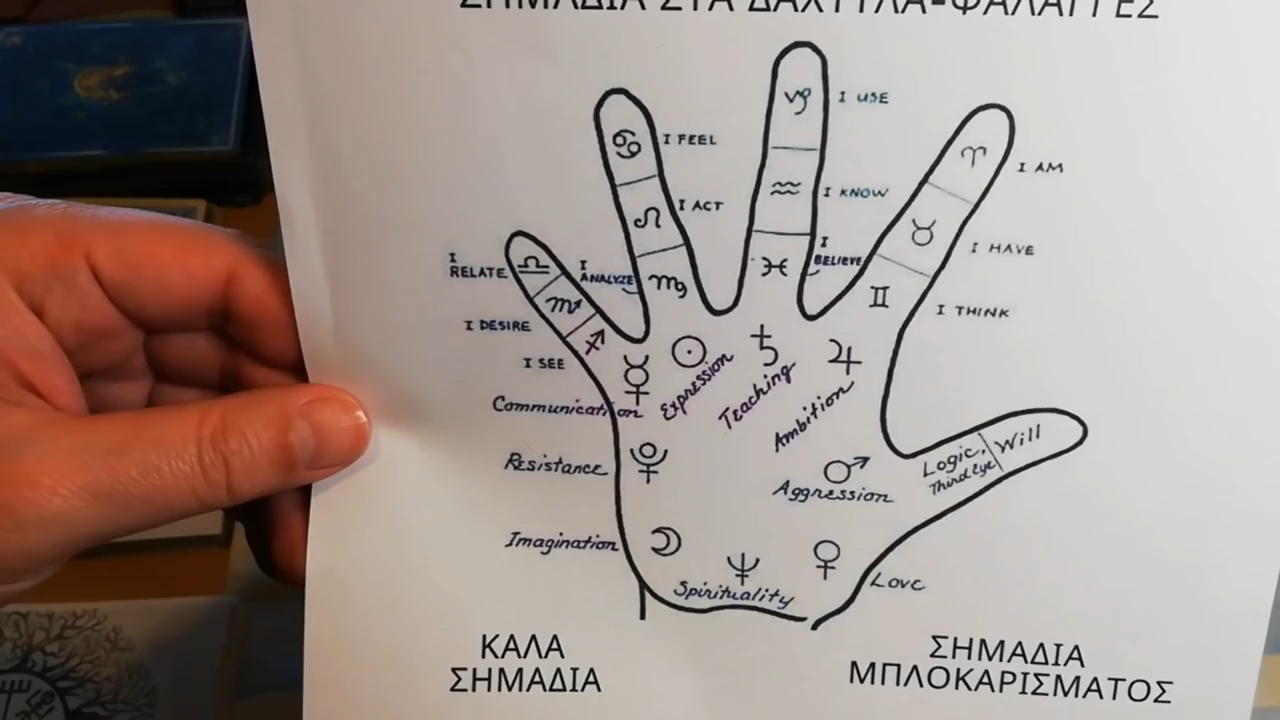 ΣΗΜΑΔΙΑ ΣΤΑ ΔΑΧΤΥΛΑ-ΦΑΛΑΓΓΕΣ
I USE
I FEEL
I AM
I KNOW
I ACT
I HAVE
I BELIEVE
I RELATE
I ANALYZE
I THINK
I DESIRE
I SEE
Communication
Expression
Teaching
Ambition
Logic, Third Eye
Will
Resistance
Aggression
Imagination
Spirituality
Love
ΚΑΛΑ
ΣΗΜΑΔΙΑ
ΣΗΜΑΔΙΑ
ΜΠΛΟΚΑΡΙΣΜΑΤΟΣ